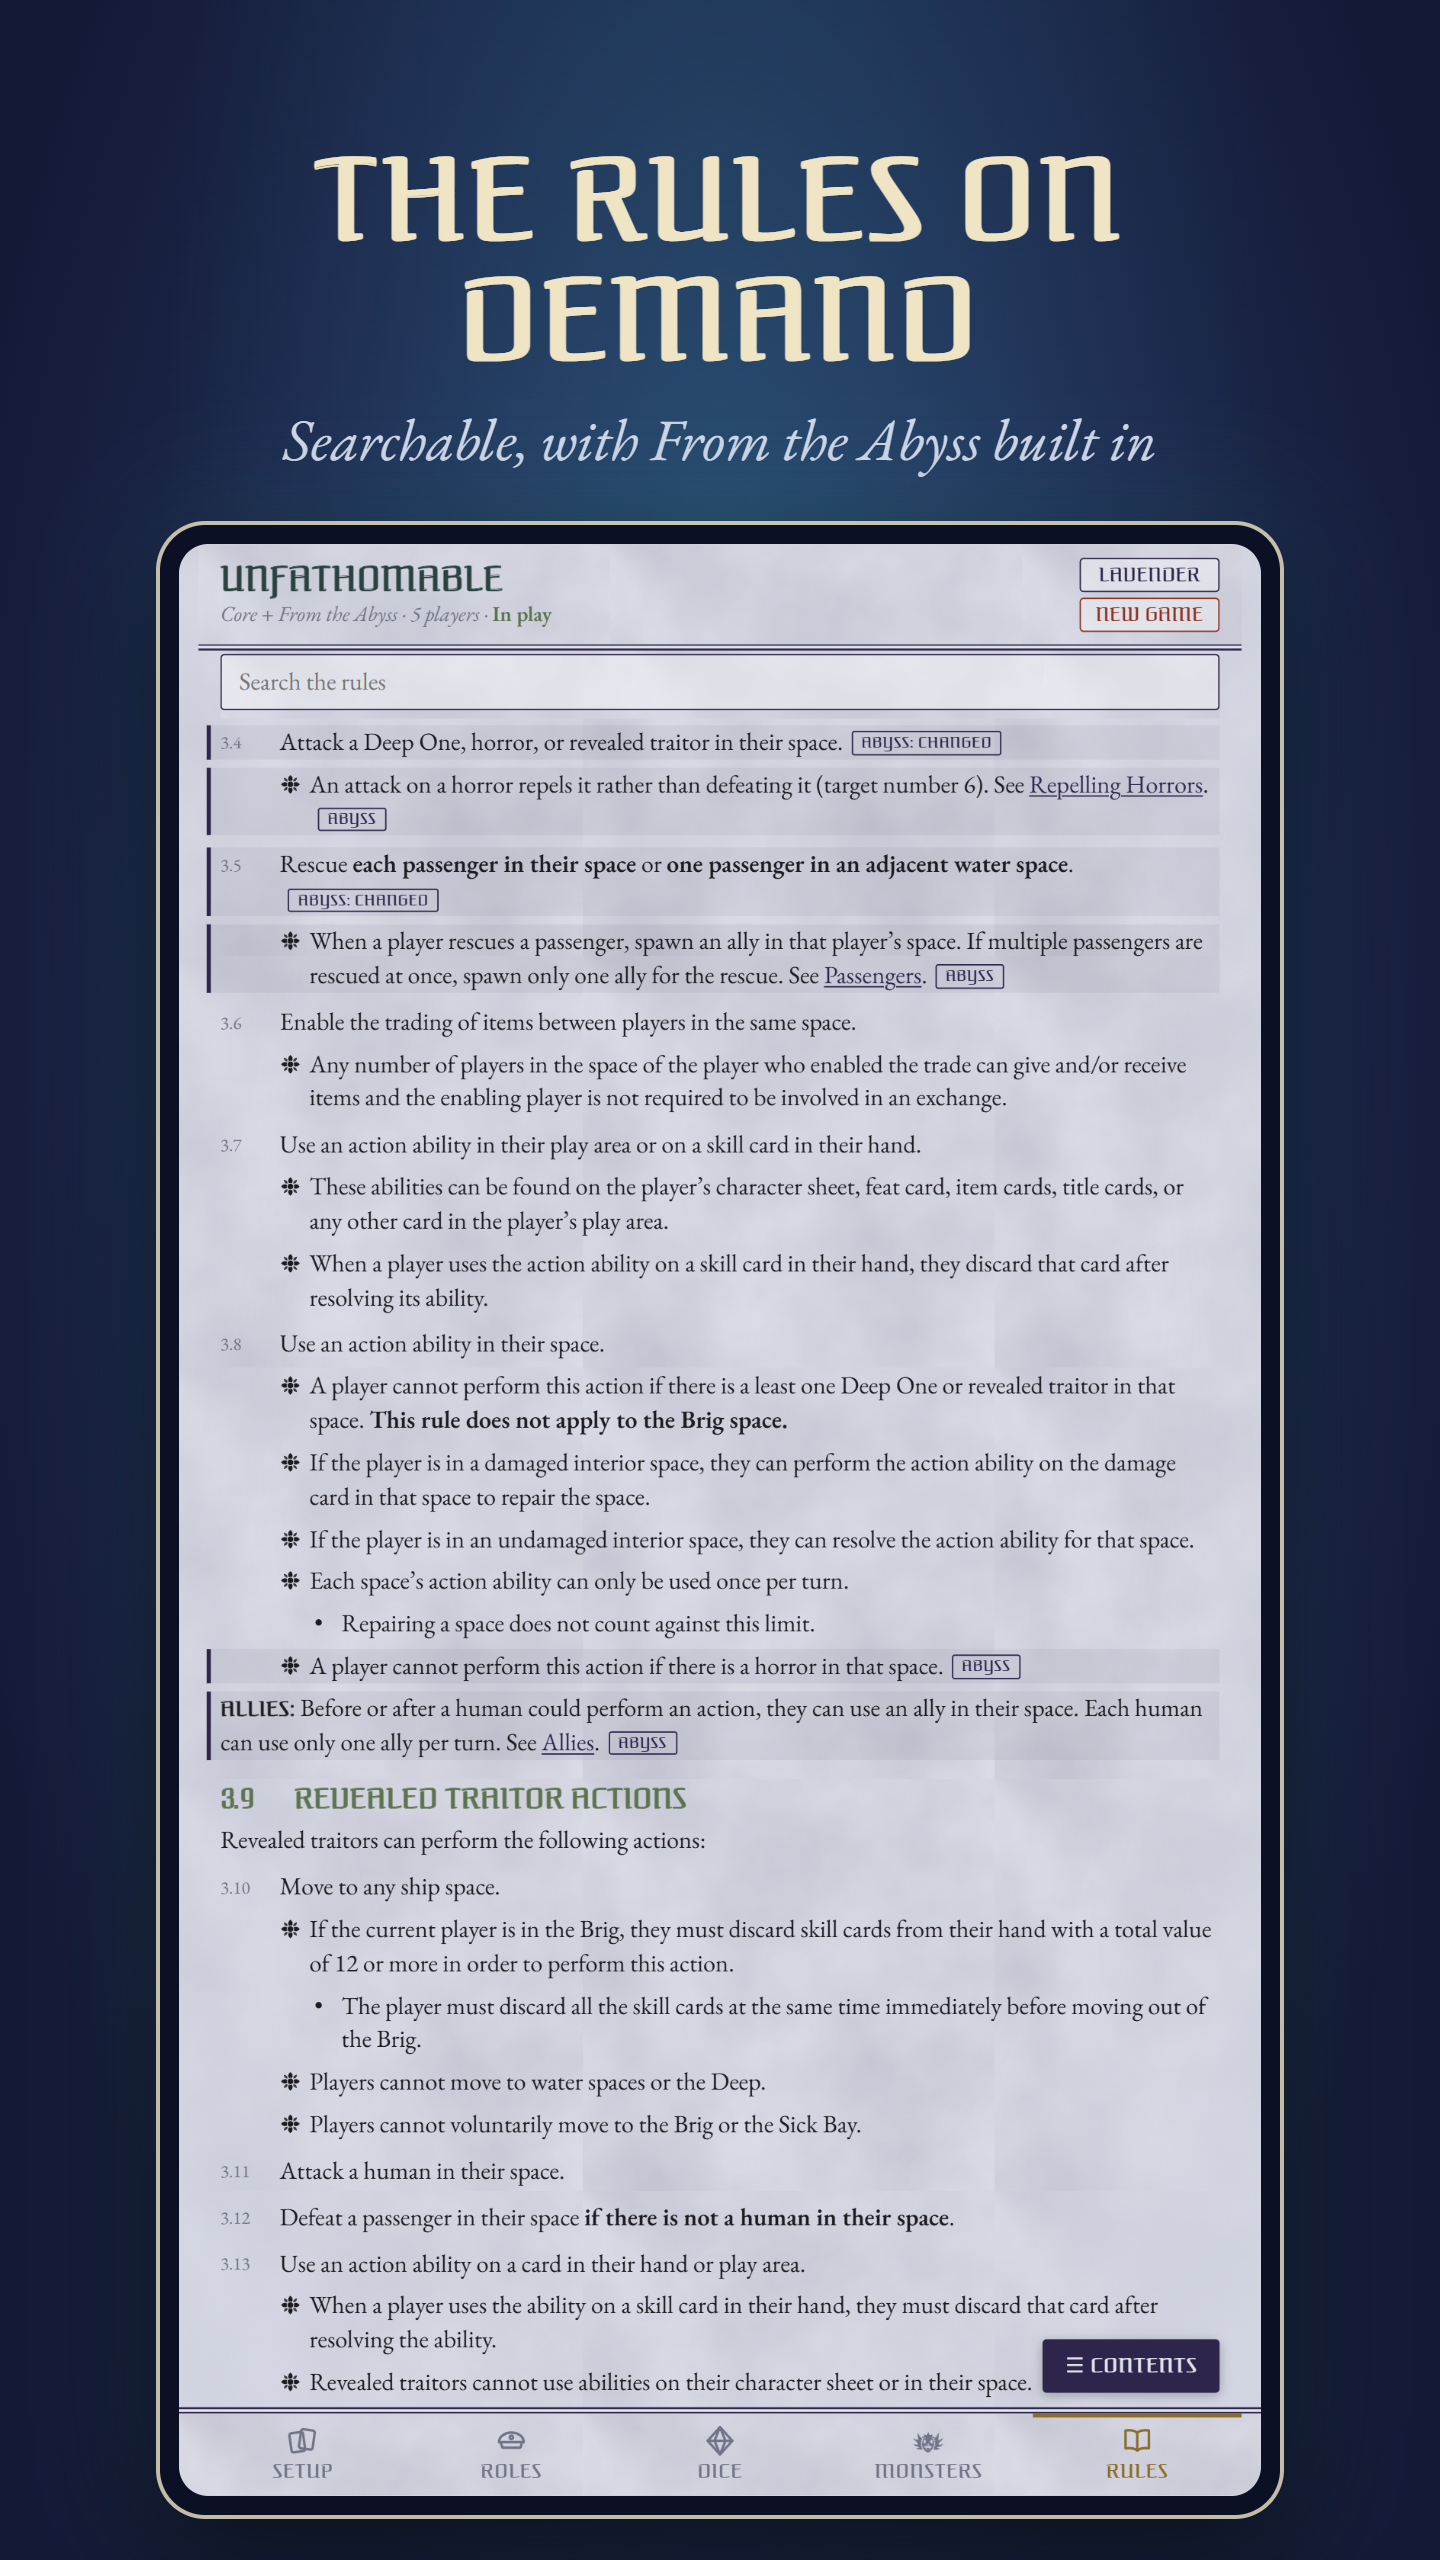 THE RULES ON
DEMAND
Searchable, with From the Abyss built in
UNFATHOMABLE
Core + From the Abyss · 5 players · In play
LAVENDER
NEW GAME
Search the rules
3.4 Attack a Deep One, horror, or revealed traitor in their space. ABYSS: CHANGED
An attack on a horror repels it rather than defeating it (target number 6). See Repelling Horrors.
ABYSS
3.5 Rescue each passenger in their space or one passenger in an adjacent water space.
ABYSS: CHANGED
When a player rescues a passenger, spawn an ally in that player’s space. If multiple passengers are
rescued at once, spawn only one ally for the rescue. See Passengers. ABYSS
3.6 Enable the trading of items between players in the same space.
Any number of players in the space of the player who enabled the trade can give and/or receive
items and the enabling player is not required to be involved in an exchange.
3.7 Use an action ability in their play area or on a skill card in their hand.
These abilities can be found on the player’s character sheet, feat card, item cards, title cards, or
any other card in the player’s play area.
When a player uses the action ability on a skill card in their hand, they discard that card after
resolving its ability.
3.8 Use an action ability in their space.
A player cannot perform this action if there is a least one Deep One or revealed traitor in that
space. This rule does not apply to the Brig space.
If the player is in a damaged interior space, they can perform the action ability on the damage
card in that space to repair the space.
If the player is in an undamaged interior space, they can resolve the action ability for that space.
Each space’s action ability can only be used once per turn.
• Repairing a space does not count against this limit.
A player cannot perform this action if there is a horror in that space. ABYSS
ALLIES: Before or after a human could perform an action, they can use an ally in their space. Each human
can use only one ally per turn. See Allies. ABYSS
3.9 REVEALED TRAITOR ACTIONS
Revealed traitors can perform the following actions:
3.10 Move to any ship space.
If the current player is in the Brig, they must discard skill cards from their hand with a total value
of 12 or more in order to perform this action.
• The player must discard all the skill cards at the same time immediately before moving out of
the Brig.
Players cannot move to water spaces or the Deep.
Players cannot voluntarily move to the Brig or the Sick Bay.
3.11 Attack a human in their space.
3.12 Defeat a passenger in their space if there is not a human in their space.
3.13 Use an action ability on a card in their hand or play area.
When a player uses the ability on a skill card in their hand, they must discard that card after
resolving the ability.
Revealed traitors cannot use abilities on their character sheet or in their space.
☰ CONTENTS
SETUP
ROLES
DICE
MONSTERS
RULES